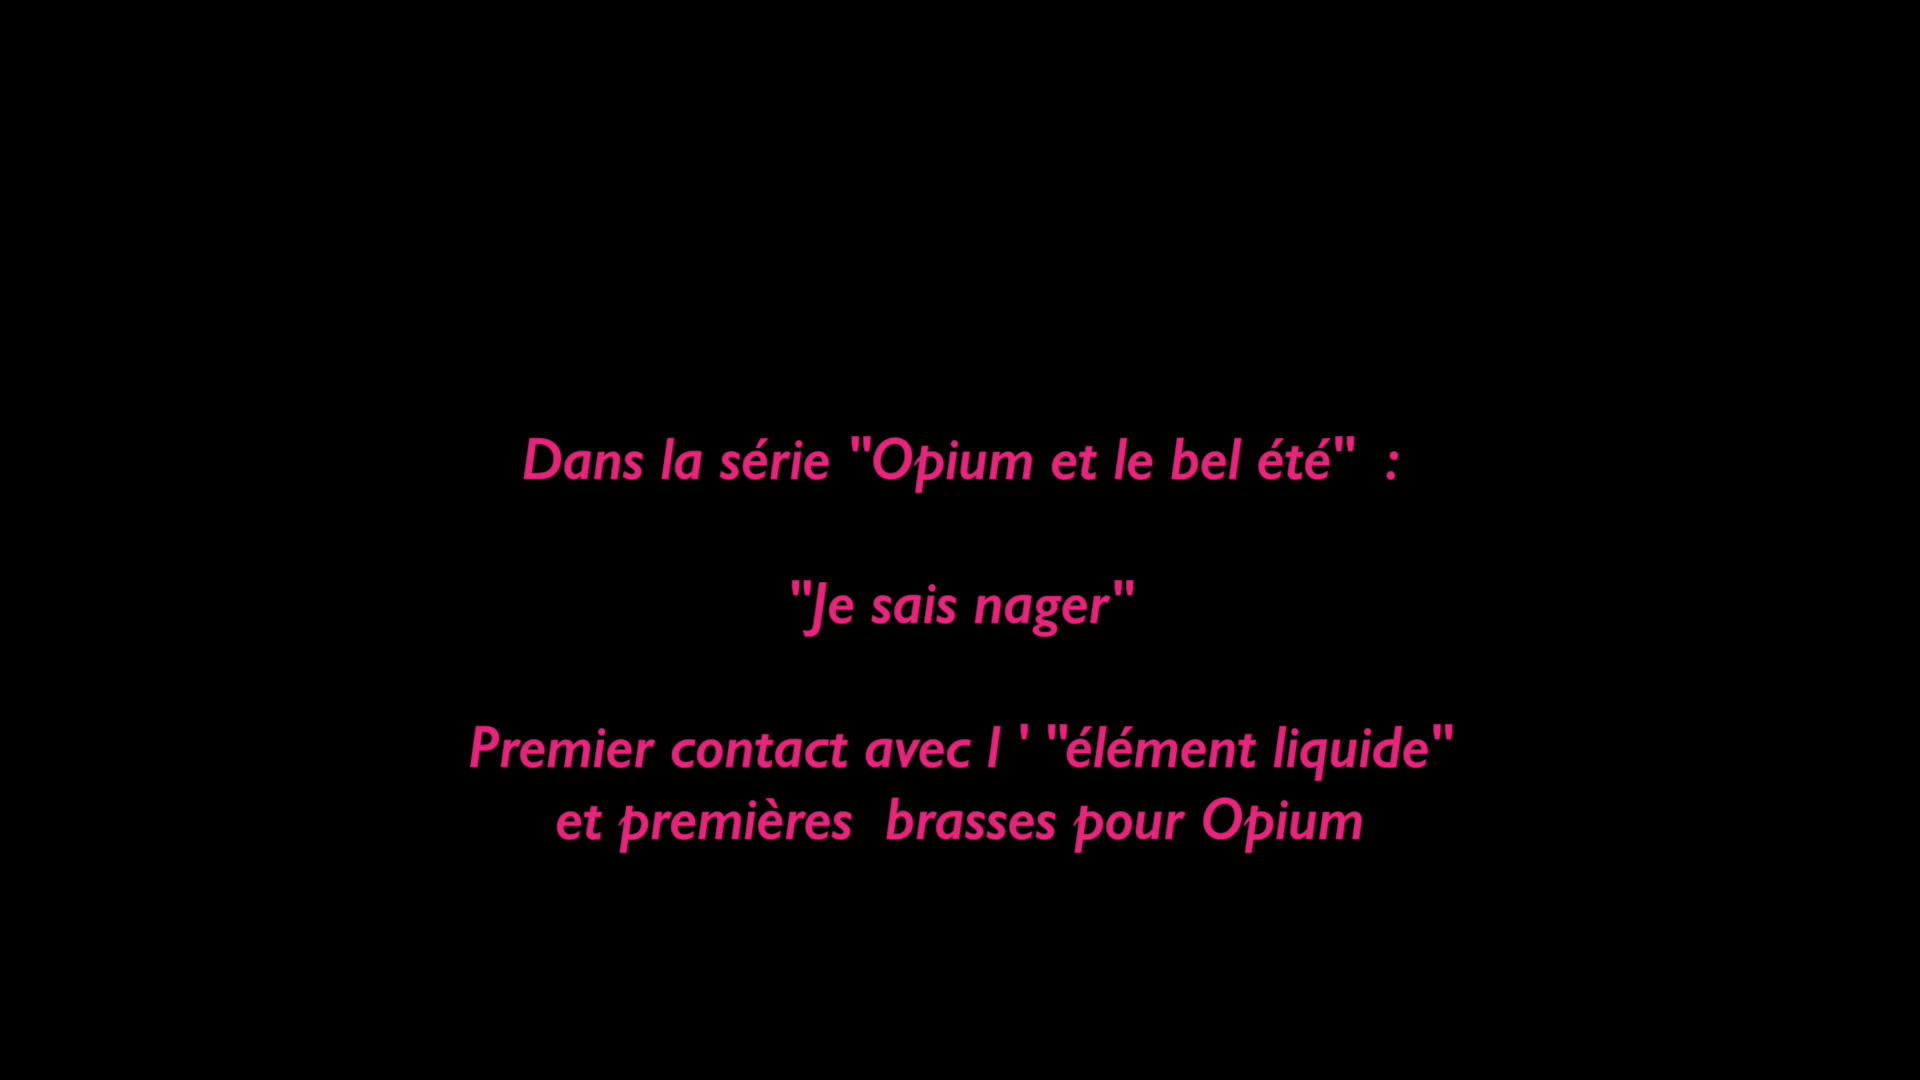 Dans la série "Opium et le bel été"  :
"Je sais nager"
Premier contact avec l ' "élément liquide"
et premières  brasses pour Opium